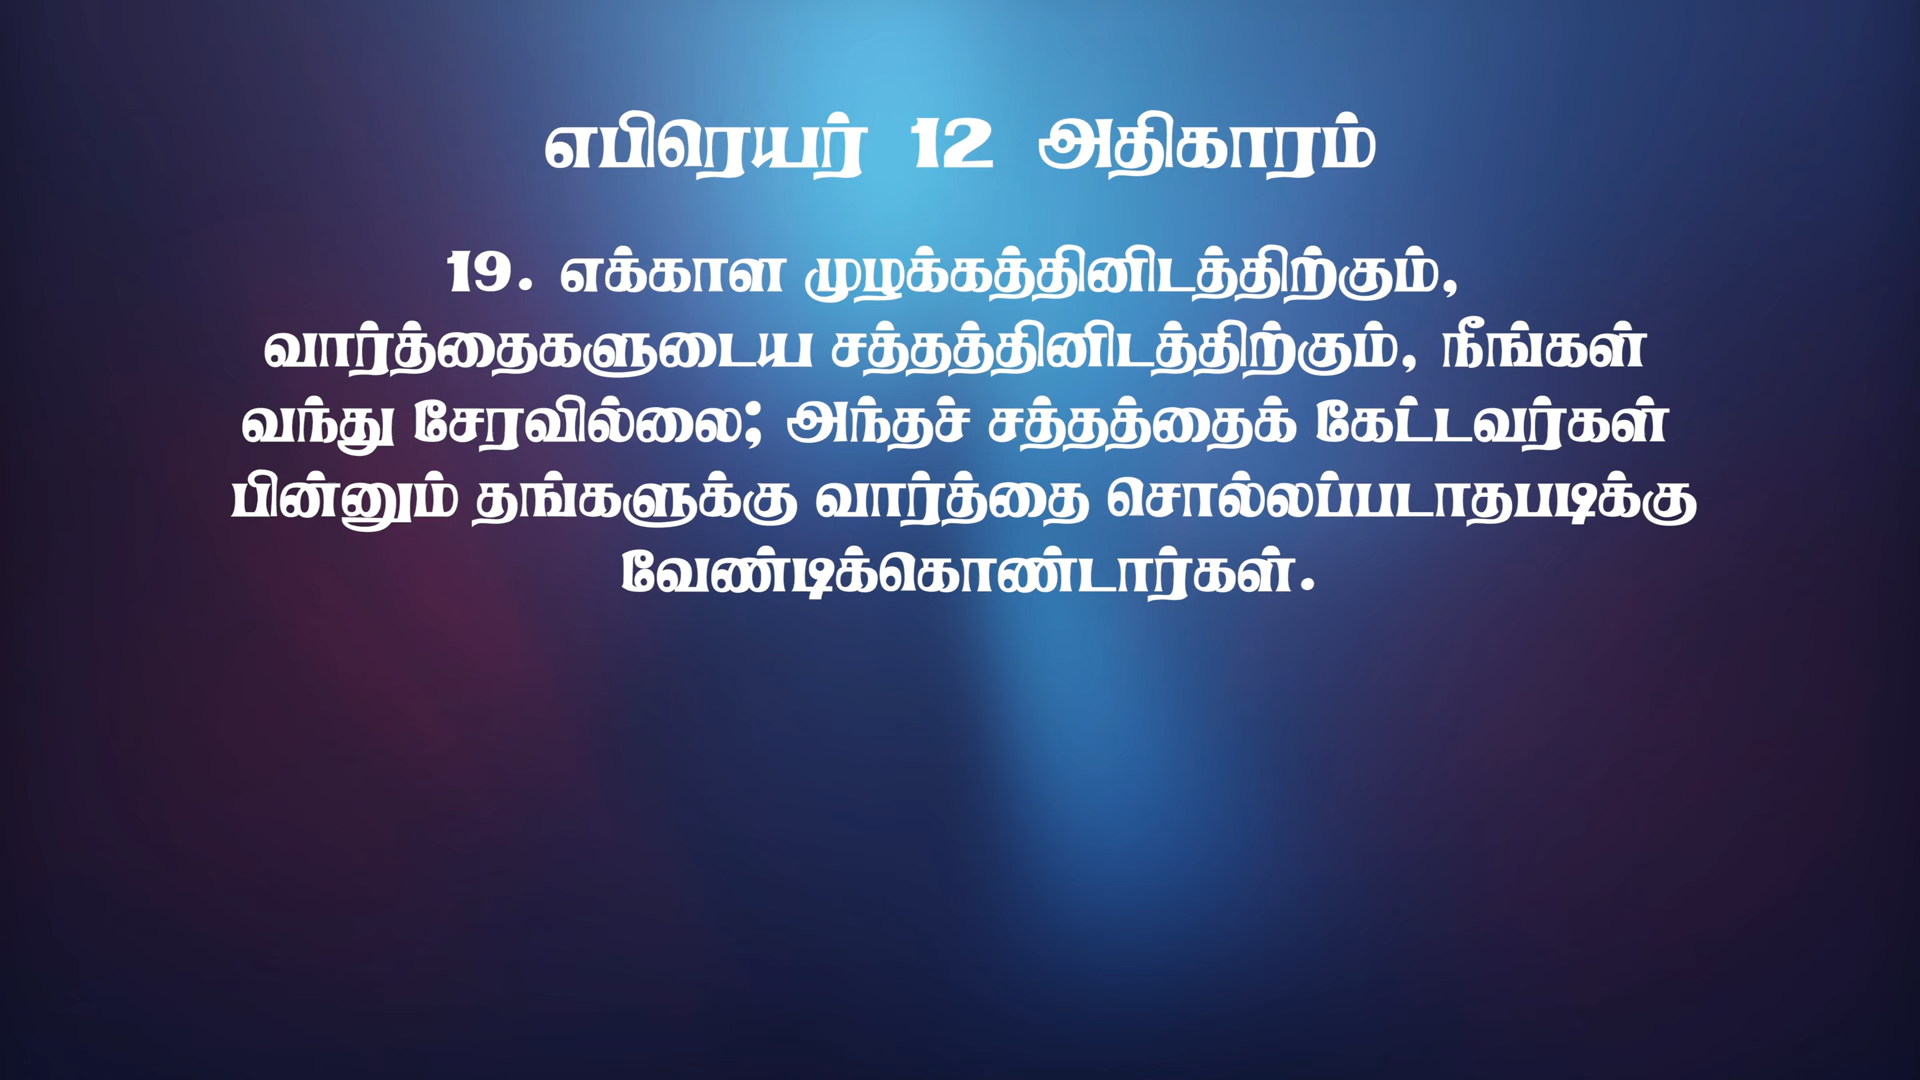 எபிரெயர் 12 அதிகாரம்
19. எக்காள முழக்கத்தினிடத்திற்கும்,
வார்த்தைகளுடைய சத்தத்தினிடத்திற்கும், நீங்கள்
வந்து சேரவில்லை; அந்தச் சத்தத்தைக் கேட்டவர்கள்
பின்னும் தங்களுக்கு வார்த்தை சொல்லப்படாதபடிக்கு
வேண்டிக்கொண்டார்கள்.